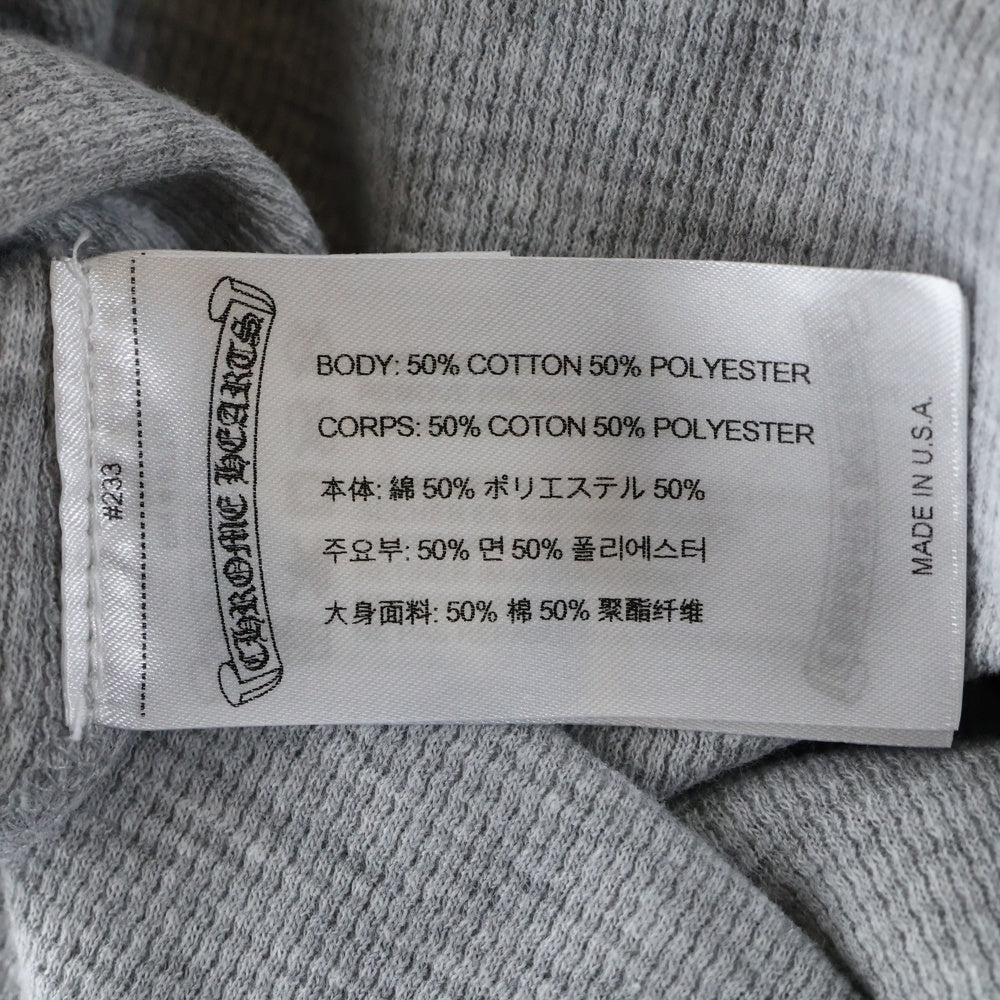 #233
CHROME HEARTS
BODY: 50% COTTON 50% POLYESTER
CORPS: 50% COTON 50% POLYESTER
本体: 綿 50% ポリエステル 50%
주요부: 50% 면 50% 폴리에스터
大身面料: 50% 棉 50% 聚酯纤维
MADE IN U.S.A.